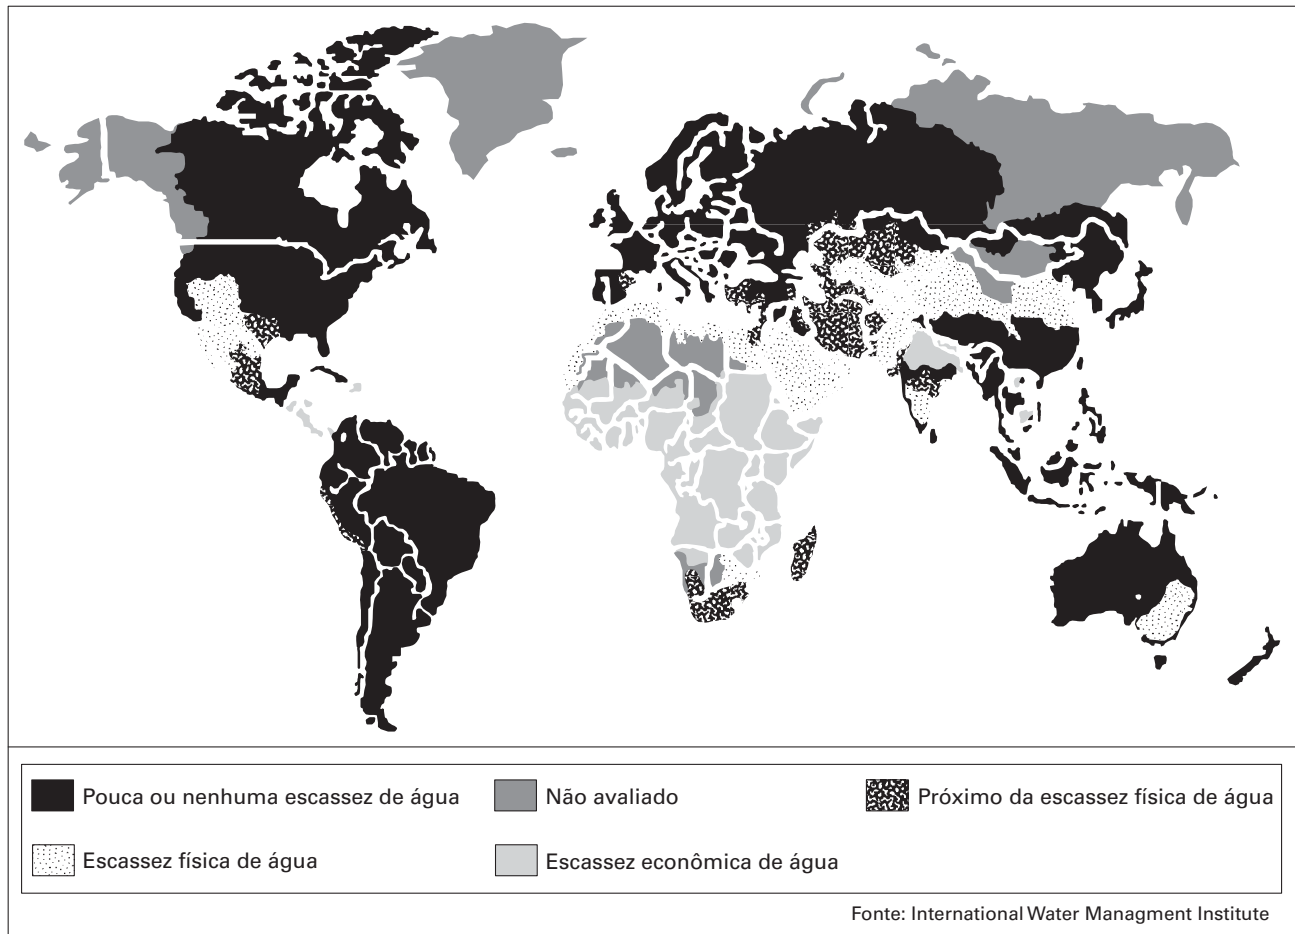 Pouca ou nenhuma escassez de água
Não avaliado
Próximo da escassez física de água
Escassez física de água
Escassez econômica de água
Fonte: International Water Managment Institute